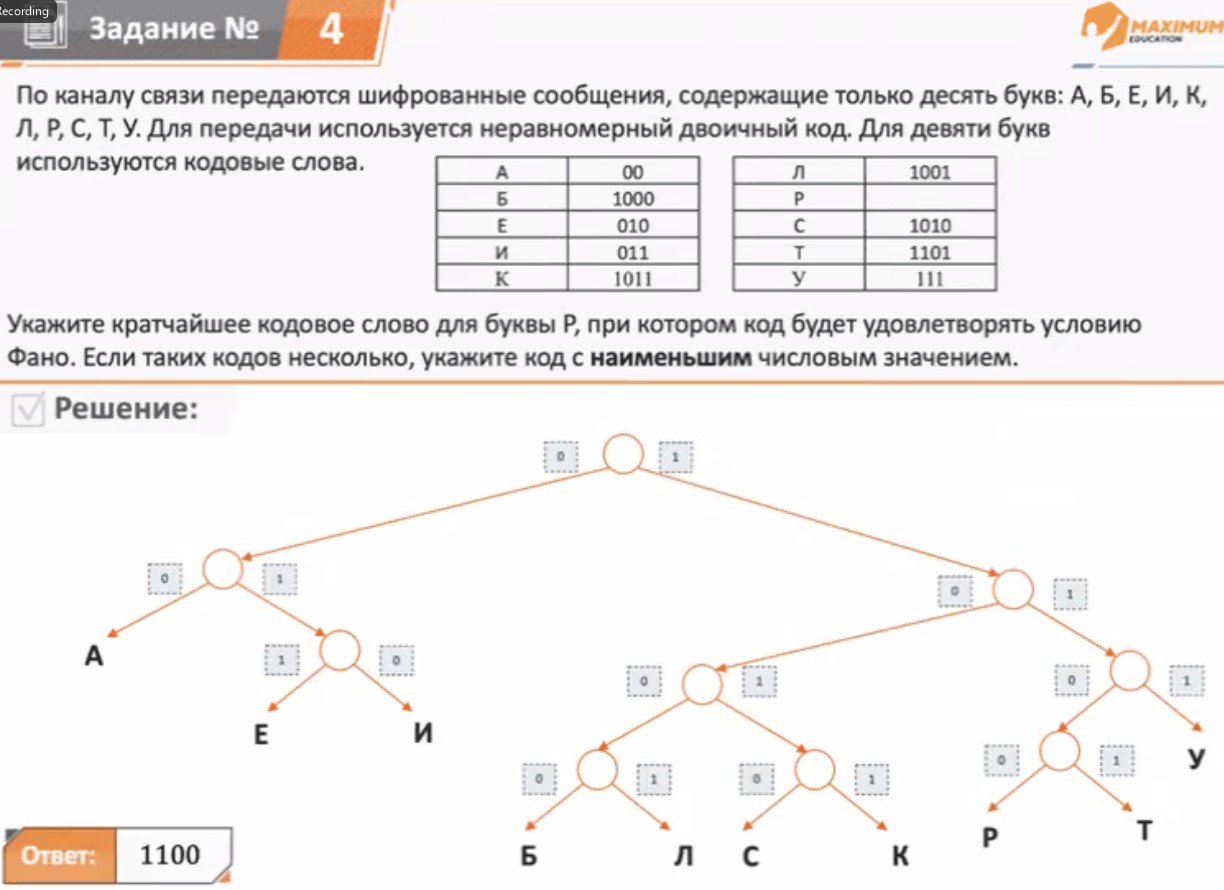 Recording
Задание № 4
MAXIMUM
EDUCATION
По каналу связи передаются шифрованные сообщения, содержащие только десять букв: А, Б, Е, И, К,
Л, Р, С, Т, У. Для передачи используется неравномерный двоичный код. Для девяти букв
используются кодовые слова.
А 00
Б 1000
Е 010
И 011
К 1011
Л 1001
Р
С 1010
Т 1101
У 111
Укажите кратчайшее кодовое слово для буквы Р, при котором код будет удовлетворять условию
Фано. Если таких кодов несколько, укажите код с наименьшим числовым значением.
Решение:
0 1
0 1 0 1
А
1 0 0 1 0 1
Е И
0 1 0 1 0 1
У
Б Л С К Р Т
Ответ: 1100